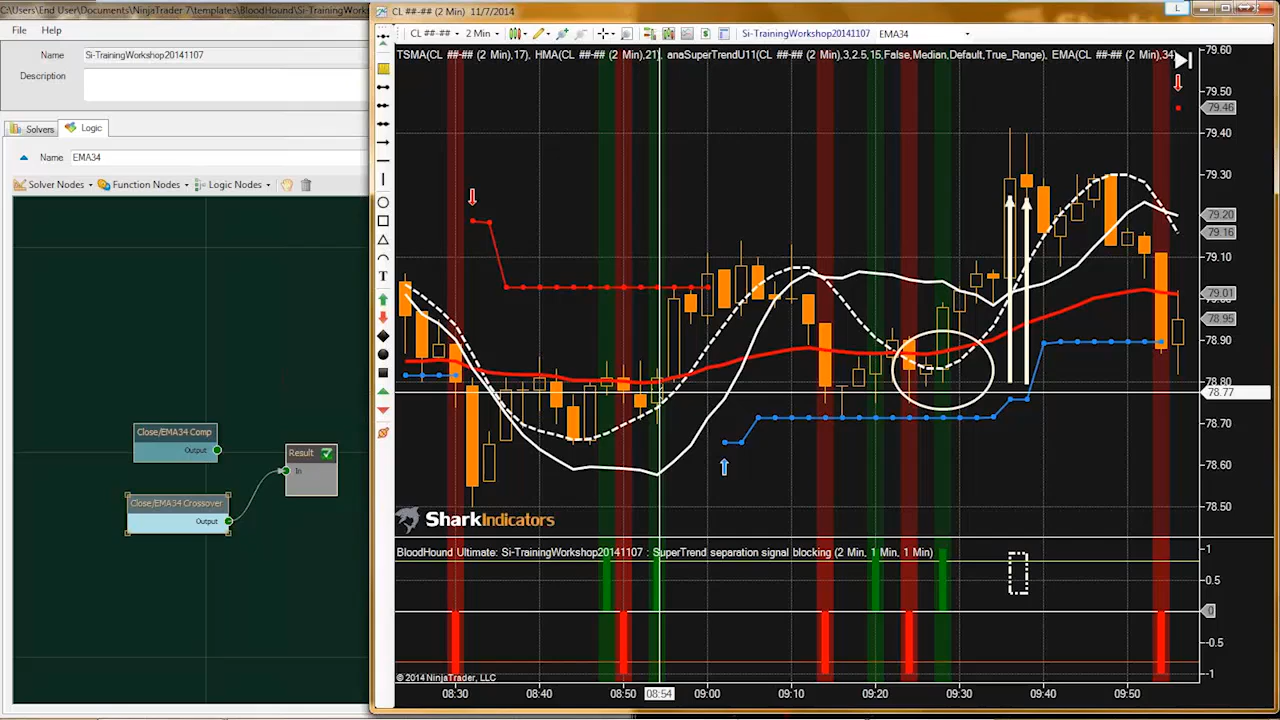 C:\Users\End User\Documents\NinjaTrader 7\templates\BloodHound\Si-TrainingWorksho
File Help
Name Si-TrainingWorkshop20141107
Description
Solvers Logic
Name EMA34
Solver Nodes Function Nodes Logic Nodes
Close/EMA34 Comp
Output
Result
In
Close/EMA34 Crossover
Output
CL ##-## (2 Min) 11/7/2014
L
CL ##-## 2 Min Si-TrainingWorkshop20141107 EMA34
TSMA(CL ##-## (2 Min),17), HMA(CL ##-## (2 Min),21), anaSuperTrendU11(CL ##-## (2 Min),3,2.5,15,False,Median,Default,True_Range), EMA(CL ##-## (2 Min),34)
T
$
79.60
79.50
79.46
79.40
79.30
79.20
79.16
79.10
79.01
78.95
78.90
78.80
78.77
78.70
78.60
78.50
SharkIndicators
BloodHound Ultimate: Si-TrainingWorkshop20141107 : SuperTrend separation signal blocking (2 Min, 1 Min, 1 Min)
1
0.5
0
-0.5
-1
© 2014 NinjaTrader, LLC
08:30 08:40 08:50 08:54 09:00 09:10 09:20 09:30 09:40 09:50